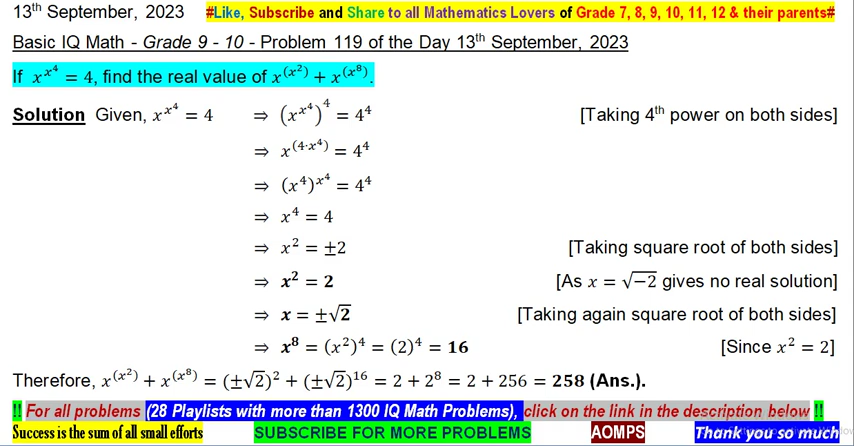 13th September, 2023 #Like, Subscribe and Share to all Mathematics Lovers of Grade 7, 8, 9, 10, 11, 12 & their parents#
Basic IQ Math - Grade 9 - 10 - Problem 119 of the Day 13th September, 2023
If x^{x^4} = 4, find the real value of x^{(x^2)} + x^{(x^8)}.
Solution Given, x^{x^4} = 4 ⇒ (x^{x^4})^4 = 4^4 [Taking 4th power on both sides]
⇒ x^{(4·x^4)} = 4^4
⇒ (x^4)^{x^4} = 4^4
⇒ x^4 = 4
⇒ x^2 = ±2 [Taking square root of both sides]
⇒ x^2 = 2 [As x = √−2 gives no real solution]
⇒ x = ±√2 [Taking again square root of both sides]
⇒ x^8 = (x^2)^4 = (2)^4 = 16 [Since x^2 = 2]
Therefore, x^{(x^2)} + x^{(x^8)} = (±√2)^2 + (±√2)^{16} = 2 + 2^8 = 2 + 256 = 258 (Ans.).
!! For all problems (28 Playlists with more than 1300 IQ Math Problems), click on the link in the description below !!
Success is the sum of all small efforts SUBSCRIBE FOR MORE PROBLEMS AOMPS Thank you so much